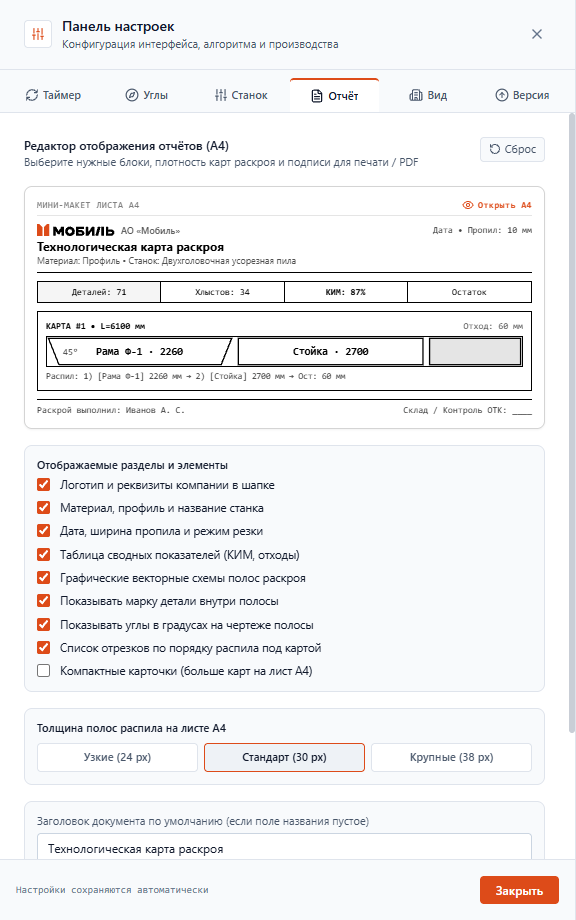 Панель настроек
Конфигурация интерфейса, алгоритма и производства
Таймер
Углы
Станок
Отчёт
Вид
Версия
Редактор отображения отчётов (A4)
Сброс
Выберите нужные блоки, плотность карт раскроя и подписи для печати / PDF
МИНИ-МАКЕТ ЛИСТА A4
Открыть A4
МОБИЛЬ АО «Мобиль»
Дата • Пропил: 10 мм
Технологическая карта раскроя
Материал: Профиль • Станок: Двухголовочная усорезная пила
Деталей: 71
Хлыстов: 34
КИМ: 87%
Остаток
КАРТА #1 • L=6100 мм
Отход: 60 мм
45° Рама Ф-1 · 2260
Стойка · 2700
Распил: 1) [Рама Ф-1] 2260 мм → 2) [Стойка] 2700 мм → Ост: 60 мм
Раскрой выполнил: Иванов А. С.
Склад / Контроль ОТК: ____
Отображаемые разделы и элементы
Логотип и реквизиты компании в шапке
Материал, профиль и название станка
Дата, ширина пропила и режим резки
Таблица сводных показателей (КИМ, отходы)
Графические векторные схемы полос раскроя
Показывать марку детали внутри полосы
Показывать углы в градусах на чертеже полосы
Список отрезков по порядку распила под картой
Компактные карточки (больше карт на лист A4)
Толщина полос распила на листе A4
Узкие (24 px)
Стандарт (30 px)
Крупные (38 px)
Заголовок документа по умолчанию (если поле названия пустое)
Технологическая карта раскроя
Настройки сохраняются автоматически
Закрыть